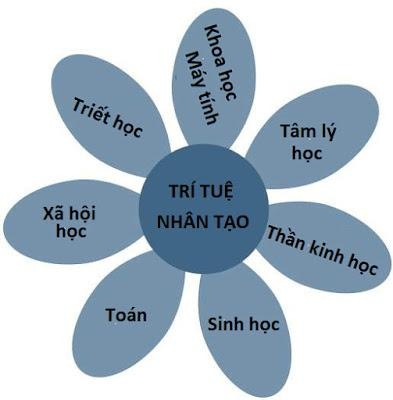 Khoa học
Máy tính
Tâm lý
học
Thần kinh học
Sinh học
Toán
Xã hội
học
Triết học
TRÍ TUỆ
NHÂN TẠO